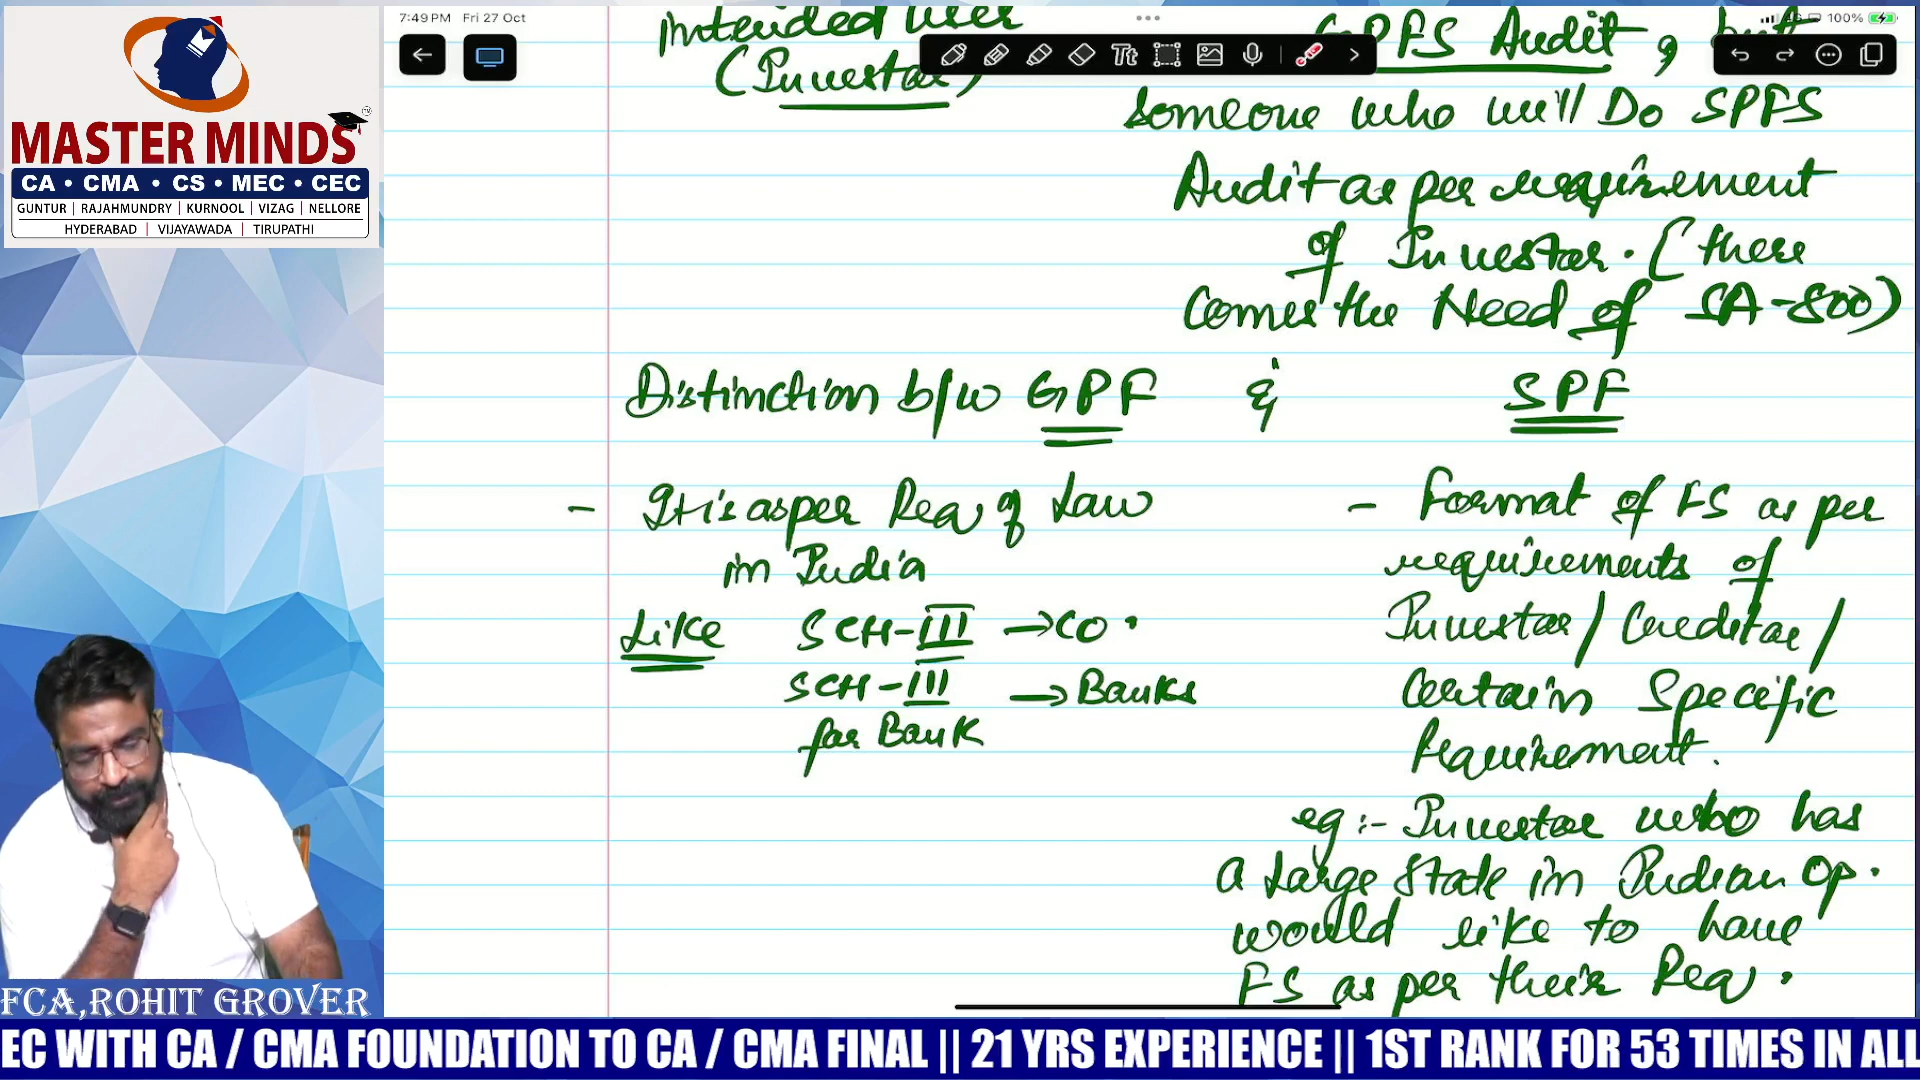 7:49 PM Fri 27 Oct
100%
MASTER MINDS
CA • CMA • CS • MEC • CEC
GUNTUR | RAJAHMUNDRY | KURNOOL | VIZAG | NELLORE
HYDERABAD | VIJAYAWADA | TIRUPATHI
intended user
(Investor)
GPFS Audit, but
Tt
someone who will Do SPFS
Audit as per requirement
of Investor. (there
comes the Need of SA-800)
Distinction b/w GPF & SPF
- It is as per Req of Law
in India
Like SCH-III → CO.
SCH-III → Banks
for Bank
- Format of FS as per
requirements of
Investor/Creditor/
Certain Specific
Requirement.
eg:- Investor who has
a Large Stake in Indian Op.
would like to have
FS as per their Req.
FCA,ROHIT GROVER
EC WITH CA / CMA FOUNDATION TO CA / CMA FINAL || 21 YRS EXPERIENCE || 1ST RANK FOR 53 TIMES IN ALL